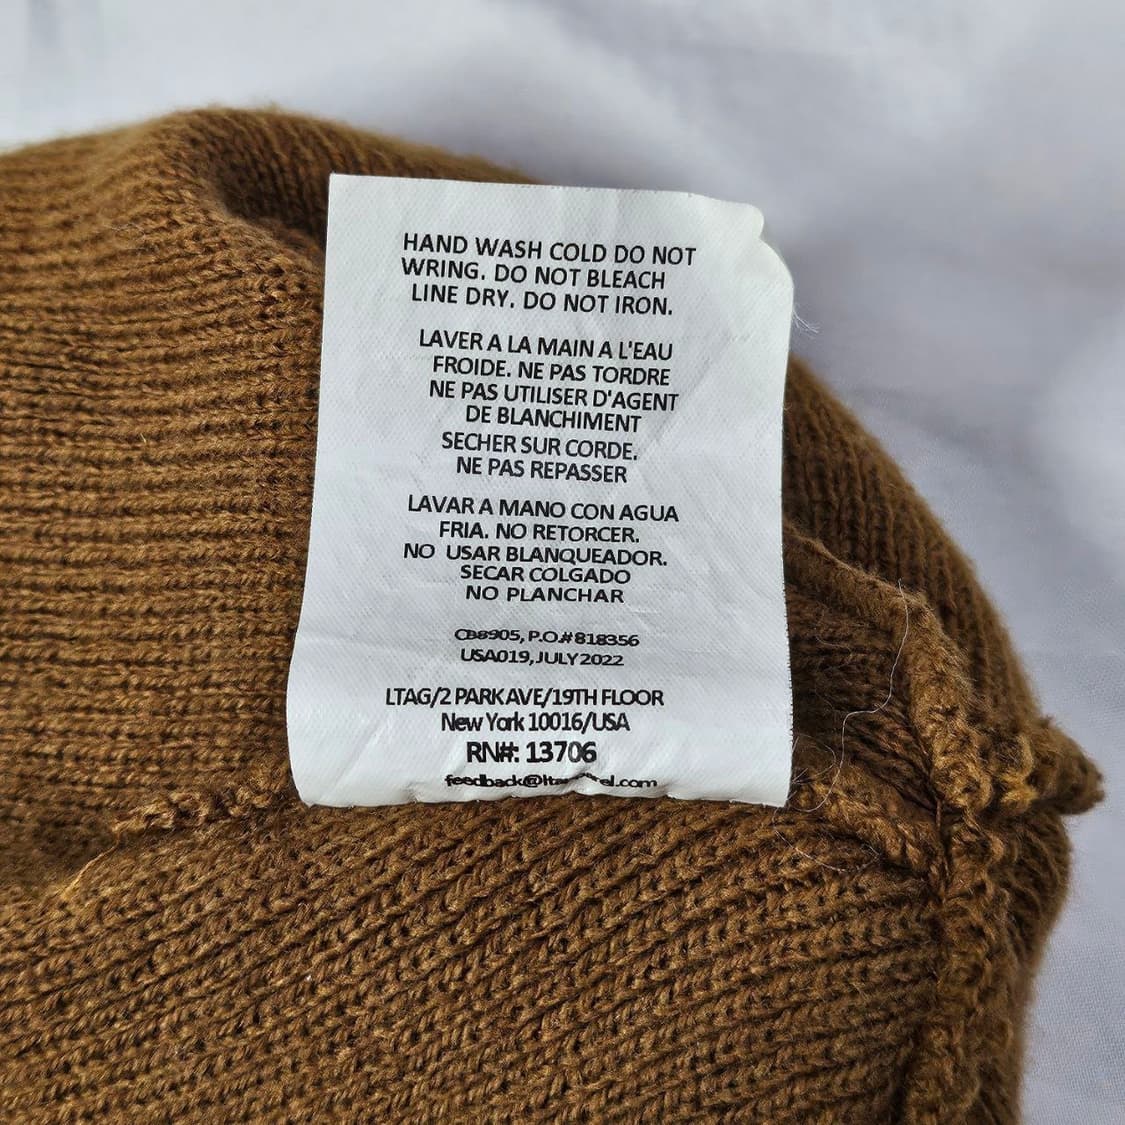 HAND WASH COLD DO NOT
WRING. DO NOT BLEACH
LINE DRY. DO NOT IRON.
LAVER A LA MAIN A L'EAU
FROIDE. NE PAS TORDRE
NE PAS UTILISER D'AGENT
DE BLANCHIMENT
SECHER SUR CORDE.
NE PAS REPASSER
LAVAR A MANO CON AGUA
FRIA. NO RETORCER.
NO USAR BLANQUEADOR.
SECAR COLGADO
NO PLANCHAR
CB8905, P.O.#818356
USA019, JULY 2022
LTAG/2 PARK AVE/19TH FLOOR
New York 10016/USA
RN#: 13706